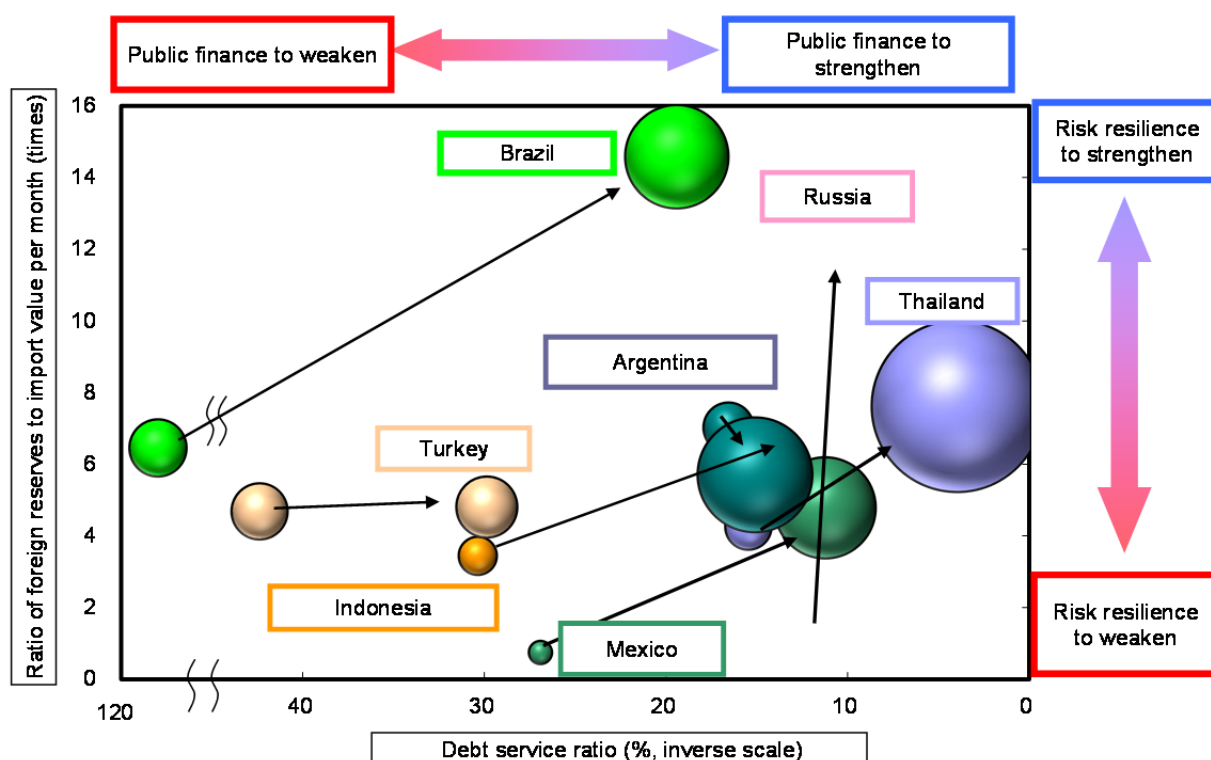 Public finance to weaken
Public finance to
strengthen
Ratio of foreign reserves to import value per month (times)
16
14
12
10
8
6
4
2
0
Brazil
Russia
Thailand
Argentina
Turkey
Indonesia
Mexico
Risk resilience
to strengthen
Risk resilience
to weaken
120
40
30
20
10
0
Debt service ratio (%, inverse scale)